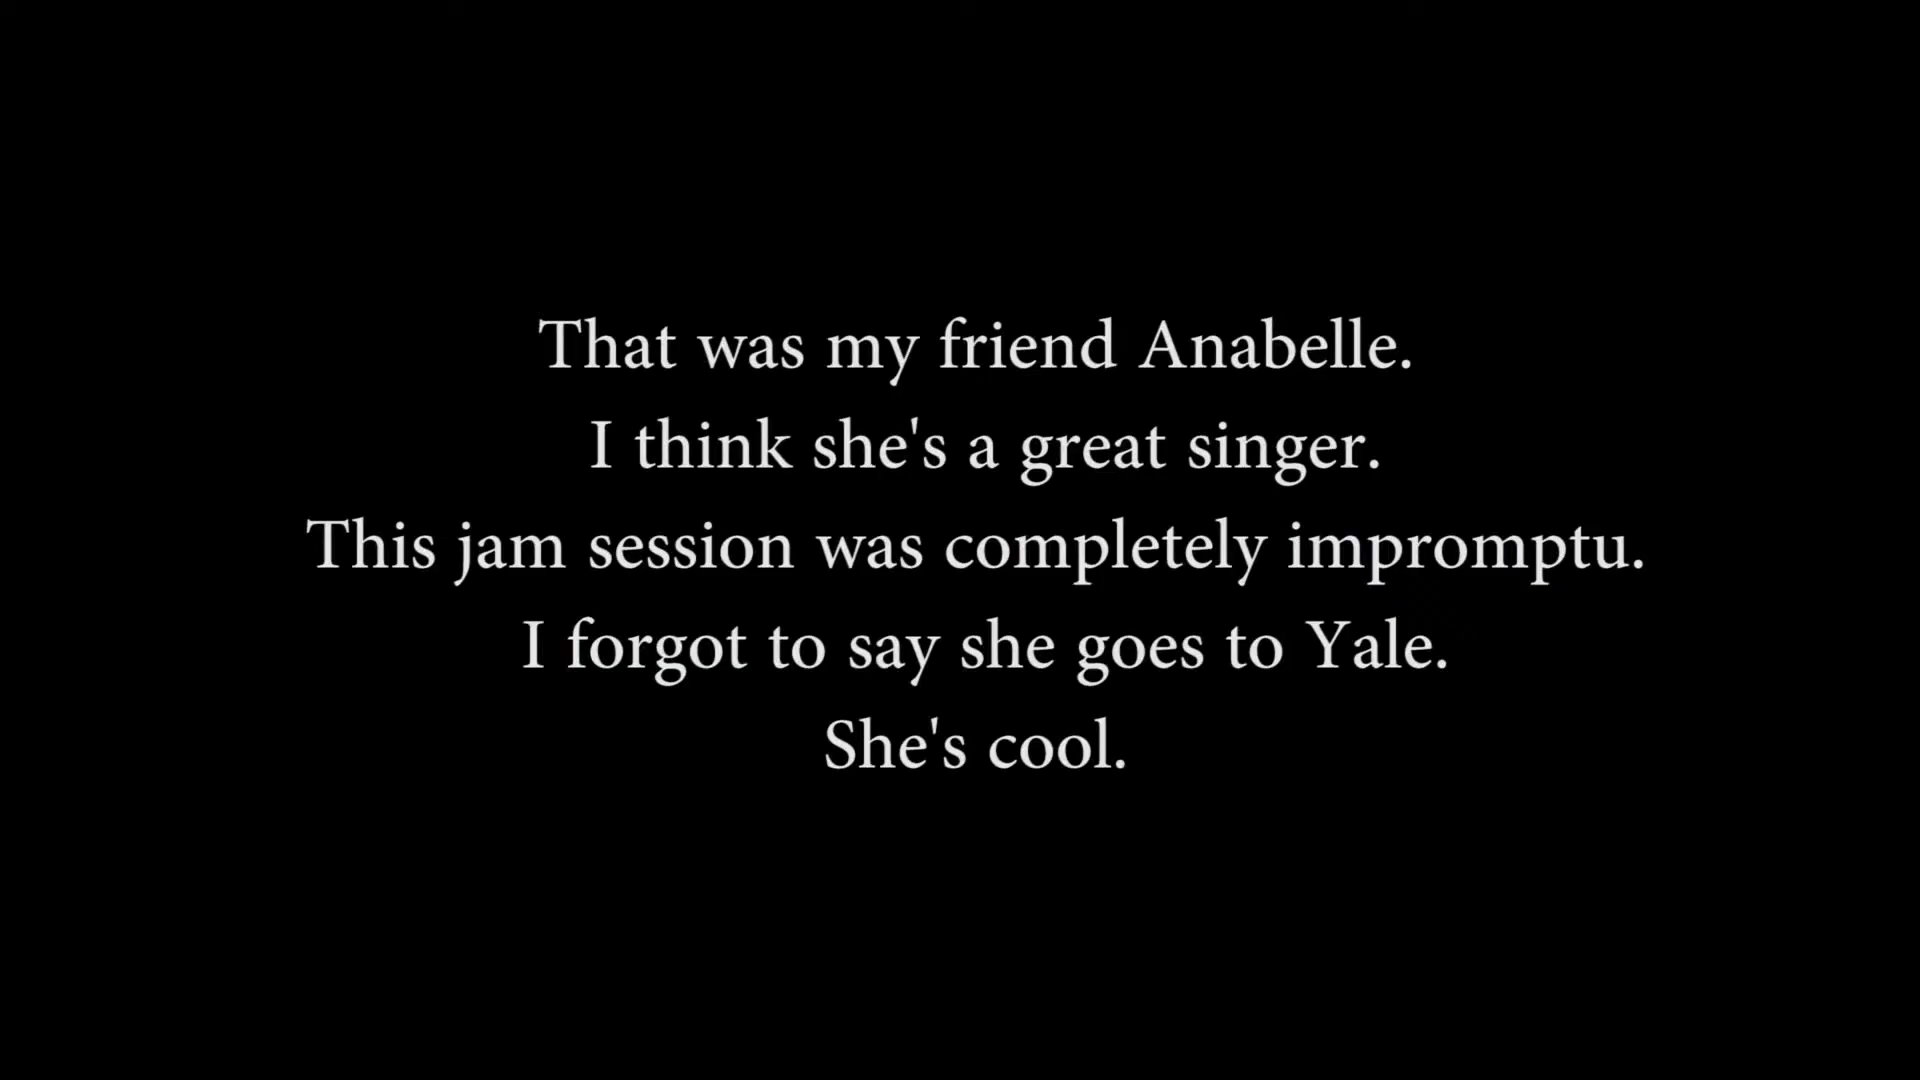 That was my friend Anabelle.
I think she's a great singer.
This jam session was completely impromptu.
I forgot to say she goes to Yale.
She's cool.